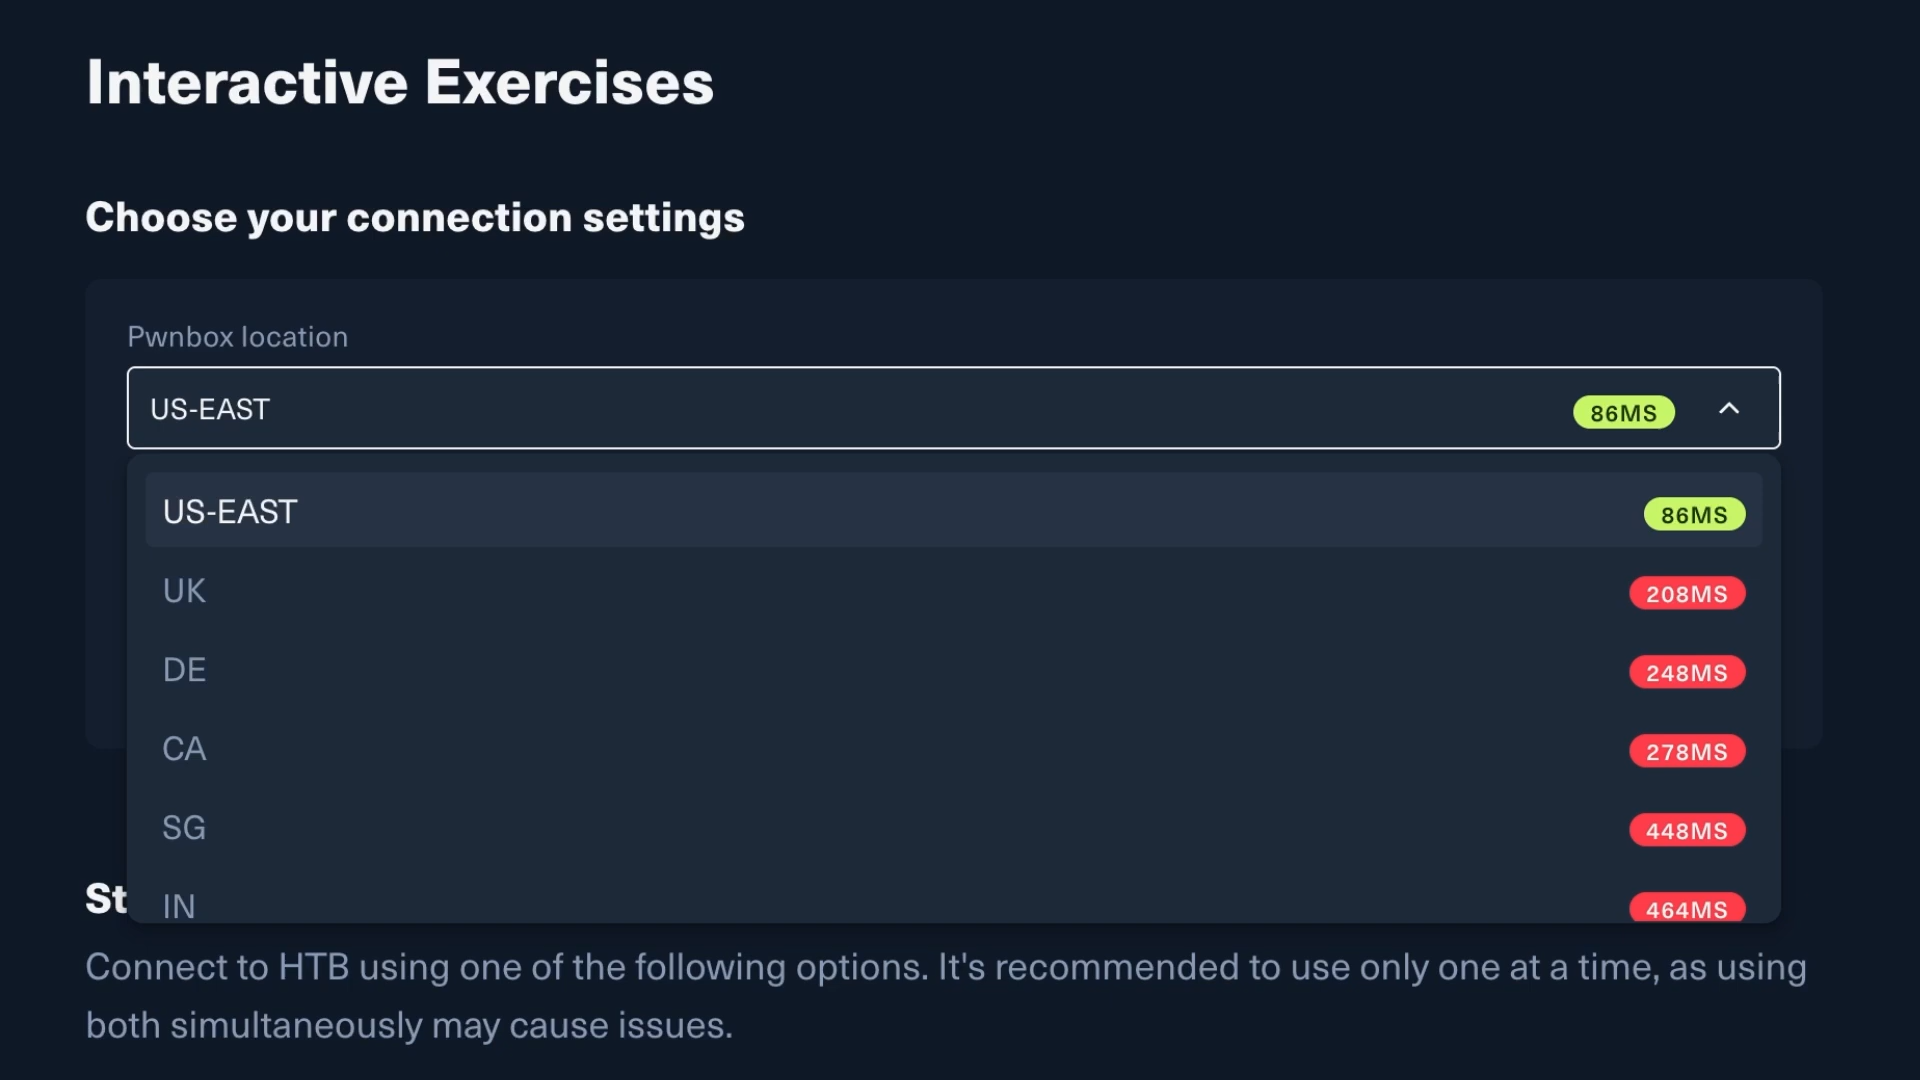 Interactive Exercises
Choose your connection settings
Pwnbox location
US-EAST 86MS
US-EAST 86MS
UK 208MS
DE 248MS
CA 278MS
SG 448MS
IN 464MS
Connect to HTB using one of the following options. It's recommended to use only one at a time, as using
both simultaneously may cause issues.